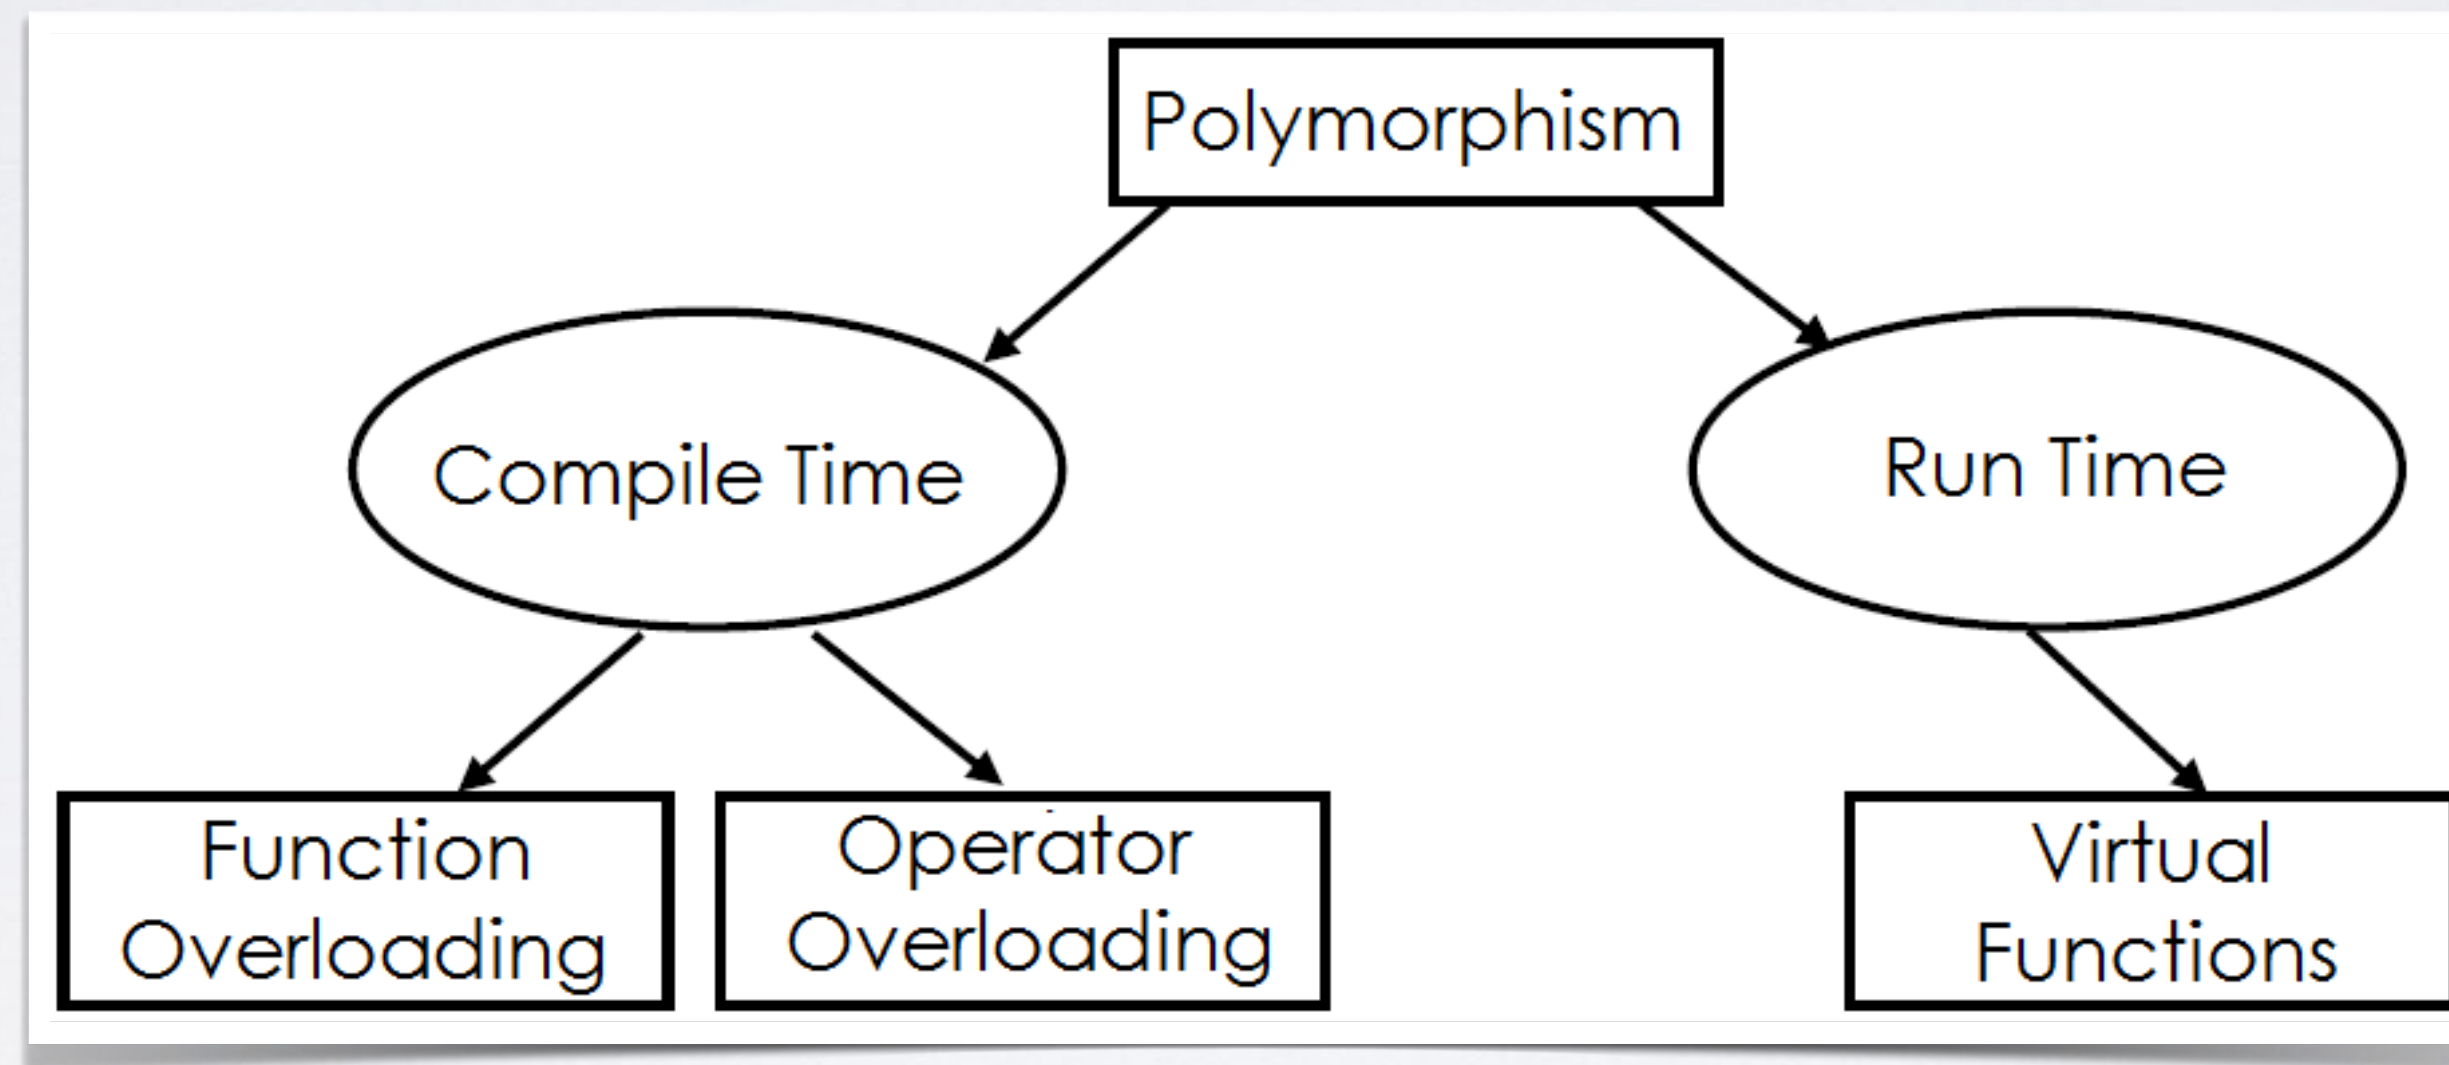 Polymorphism
Compile Time
Run Time
Function
Overloading
Operator
Overloading
Virtual
Functions